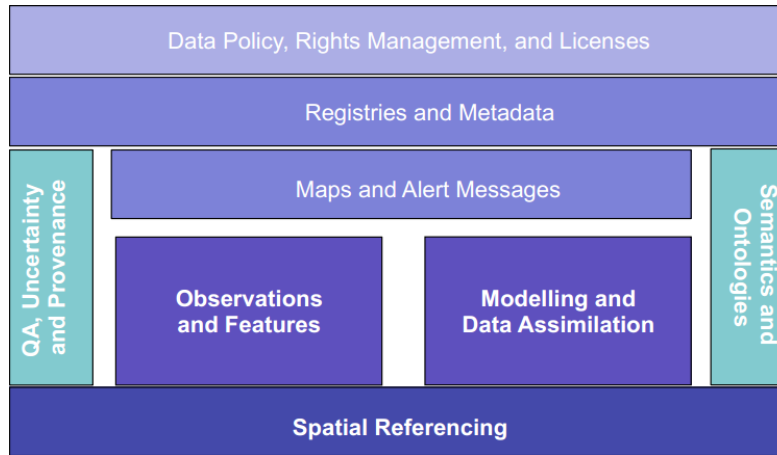 Data Policy, Rights Management, and Licenses
Registries and Metadata
QA, Uncertainty
and Provenance
Maps and Alert Messages
Semantics and
Ontologies
Observations
and Features
Modelling and
Data Assimilation
Spatial Referencing